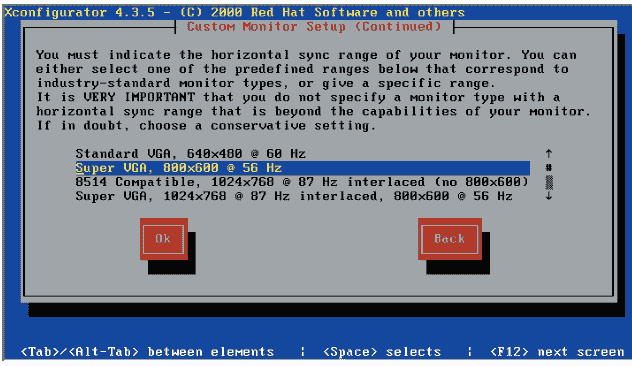 Xconfigurator 4.3.5 - (C) 2000 Red Hat Software and others
Custom Monitor Setup (Continued)
You must indicate the horizontal sync range of your monitor. You can
either select one of the predefined ranges below that correspond to
industry-standard monitor types, or give a specific range.
It is VERY IMPORTANT that you do not specify a monitor type with a
horizontal sync range that is beyond the capabilities of your monitor.
If in doubt, choose a conservative setting.
Standard VGA, 640x480 @ 60 Hz ↑
Super VGA, 800x600 @ 56 Hz #
8514 Compatible, 1024x768 @ 87 Hz interlaced (no 800x600) ▒
Super VGA, 1024x768 @ 87 Hz interlaced, 800x600 @ 56 Hz ↓
Ok Back
<Tab>/<Alt-Tab> between elements | <Space> selects | <F12> next screen